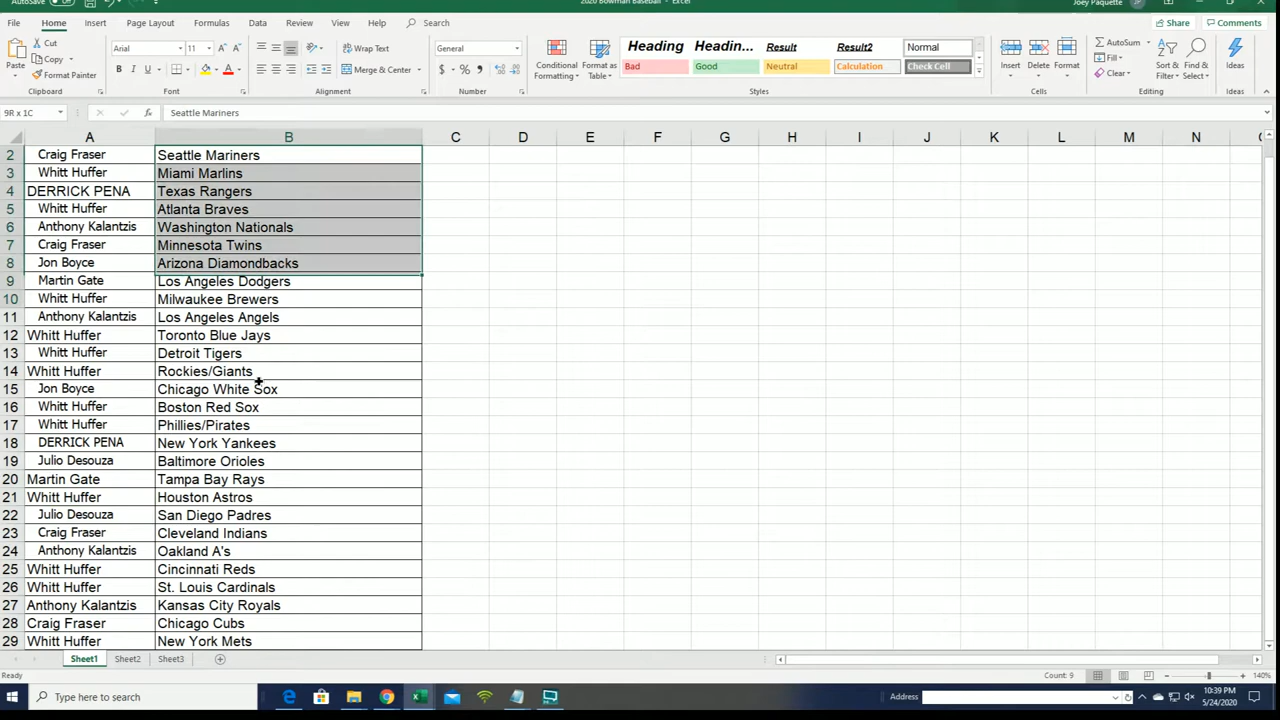 AutoSave Off 2020 Bowman Baseball - Excel Joey Paquette JP
File Home Insert Page Layout Formulas Data Review View Help Search Share Comments
Paste Cut Copy Format Painter Clipboard
Arial 11 A A B I U A Font
Wrap Text Merge & Center Alignment
General $ % , Number
Conditional Formatting Format as Table
Heading Headin... Result Result2 Normal
Bad Good Neutral Calculation Check Cell
Styles
Insert Delete Format Cells
AutoSum Fill Clear Sort & Filter Find & Select Editing
Ideas Ideas
9R x 1C fx Seattle Mariners
A B C D E F G H I J K L M N
2 Craig Fraser Seattle Mariners
3 Whitt Huffer Miami Marlins
4 DERRICK PENA Texas Rangers
5 Whitt Huffer Atlanta Braves
6 Anthony Kalantzis Washington Nationals
7 Craig Fraser Minnesota Twins
8 Jon Boyce Arizona Diamondbacks
9 Martin Gate Los Angeles Dodgers
10 Whitt Huffer Milwaukee Brewers
11 Anthony Kalantzis Los Angeles Angels
12 Whitt Huffer Toronto Blue Jays
13 Whitt Huffer Detroit Tigers
14 Whitt Huffer Rockies/Giants
15 Jon Boyce Chicago White Sox
16 Whitt Huffer Boston Red Sox
17 Whitt Huffer Phillies/Pirates
18 DERRICK PENA New York Yankees
19 Julio Desouza Baltimore Orioles
20 Martin Gate Tampa Bay Rays
21 Whitt Huffer Houston Astros
22 Julio Desouza San Diego Padres
23 Craig Fraser Cleveland Indians
24 Anthony Kalantzis Oakland A's
25 Whitt Huffer Cincinnati Reds
26 Whitt Huffer St. Louis Cardinals
27 Anthony Kalantzis Kansas City Royals
28 Craig Fraser Chicago Cubs
29 Whitt Huffer New York Mets
Sheet1 Sheet2 Sheet3
Ready Count: 9 140%
Type here to search Address 10:39 PM
5/24/2020